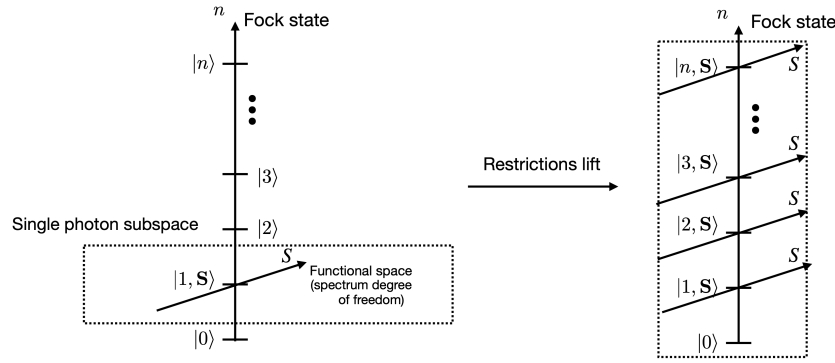 n
Fock state
|n⟩
|3⟩
Single photon subspace
|2⟩
S
|1, S⟩
Functional space
(spectrum degree
of freedom)
|0⟩
Restrictions lift
n
Fock state
|n, S⟩
S
S
|3, S⟩
S
|2, S⟩
S
|1, S⟩
|0⟩